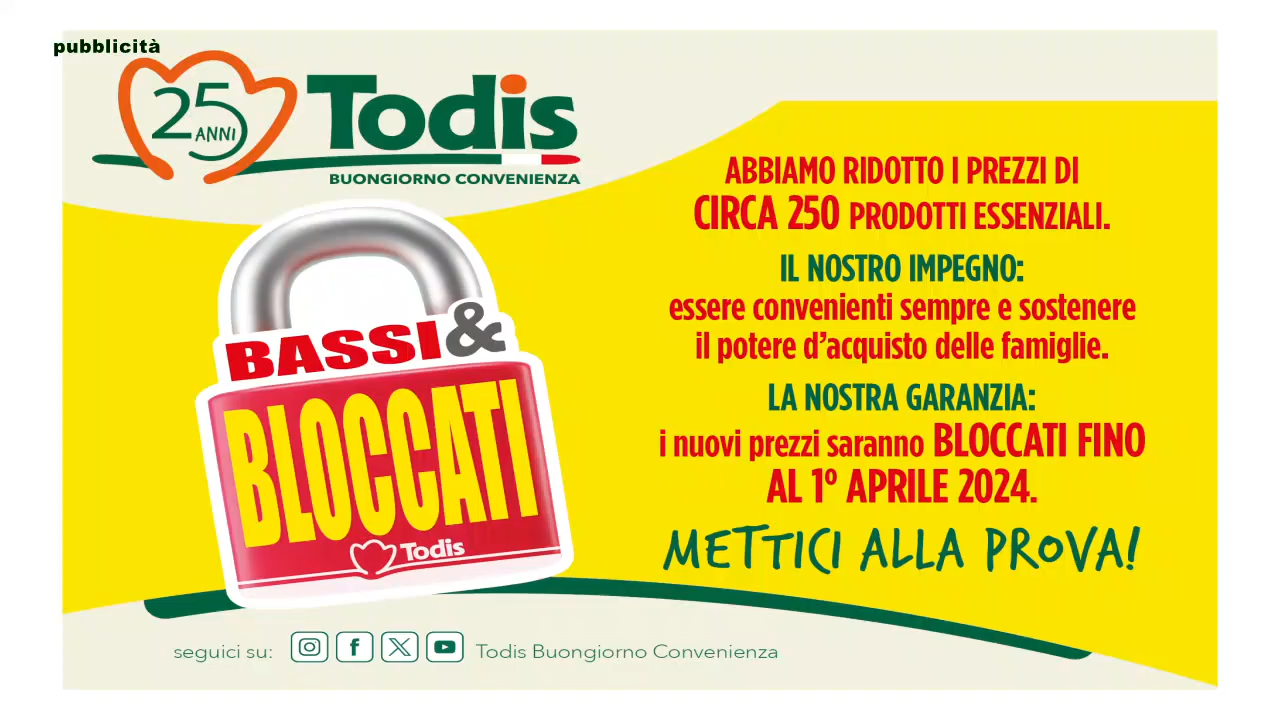 pubblicità
25
ANNI
Todis
BUONGIORNO CONVENIENZA
BASSI &
BLOCCATI
Todis
ABBIAMO RIDOTTO I PREZZI DI
CIRCA 250 PRODOTTI ESSENZIALI.
IL NOSTRO IMPEGNO:
essere convenienti sempre e sostenere
il potere d'acquisto delle famiglie.
LA NOSTRA GARANZIA:
i nuovi prezzi saranno BLOCCATI FINO
AL 1º APRILE 2024.
METTICI ALLA PROVA!
seguici su:
Todis Buongiorno Convenienza